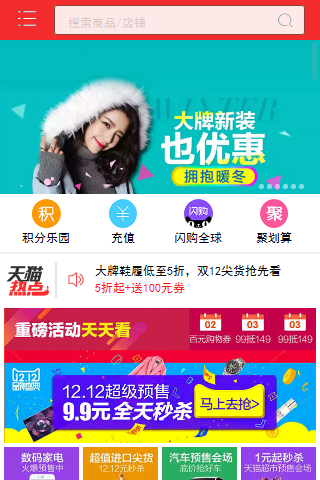 搜索商品/店铺
WINTER
大牌新装
也优惠
拥抱暖冬
积
闪购
聚
积分乐园
充值
闪购全球
聚划算
天猫
热点
大牌鞋履低至5折，双12尖货抢先看
5折起+送100元券
重磅活动天天看
02
03
03
百元购物券
99抵149
99抵149
12.12
品牌盛典
12.12超级预售
9.9元 全天秒杀
马上去抢>
数码家电
火爆预售中
超值进口尖货
12.12元秒杀
汽车预售会场
底价抢好车
1元起秒杀
天猫超市预售会场